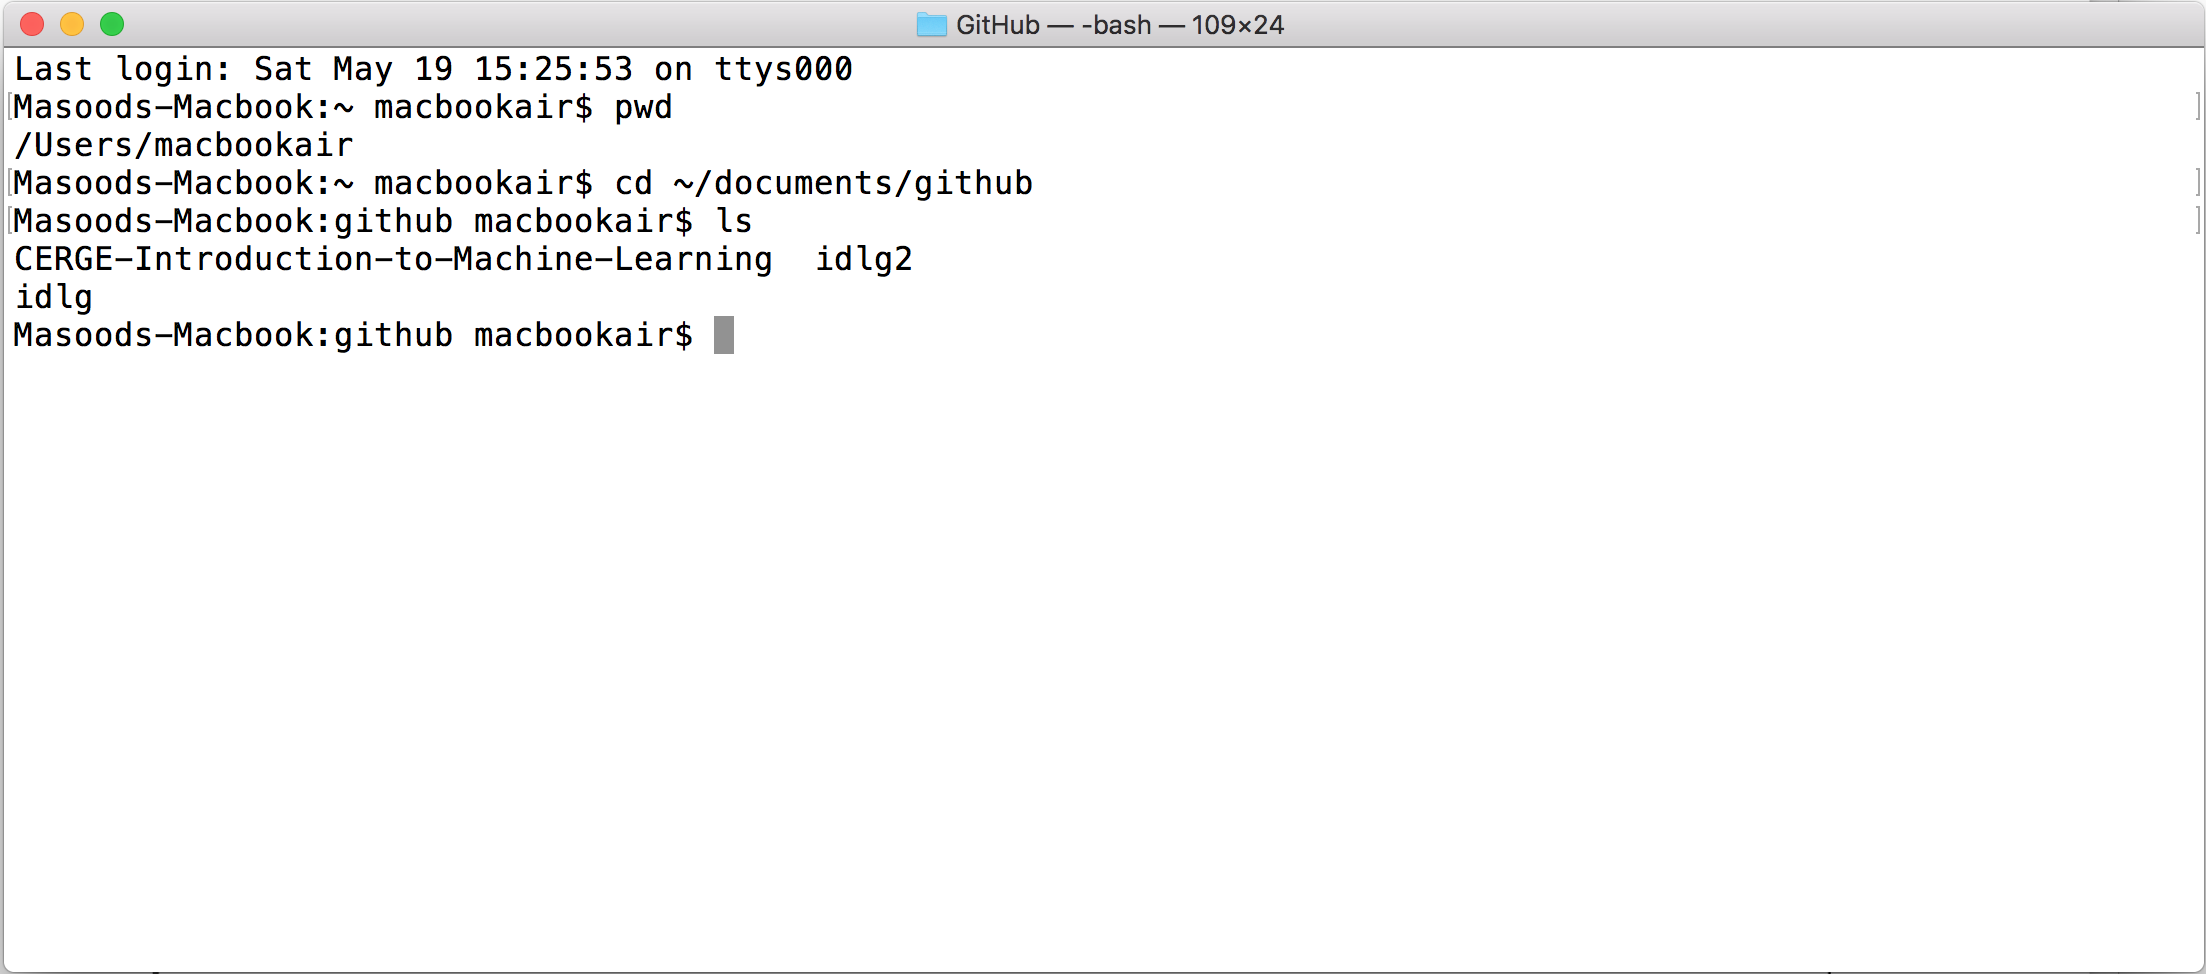 GitHub — -bash — 109×24
Last login: Sat May 19 15:25:53 on ttys000
[Masoods-Macbook:~ macbookair$ pwd ]
/Users/macbookair
[Masoods-Macbook:~ macbookair$ cd ~/documents/github ]
[Masoods-Macbook:github macbookair$ ls ]
CERGE-Introduction-to-Machine-Learning  idlg2
idlg
Masoods-Macbook:github macbookair$